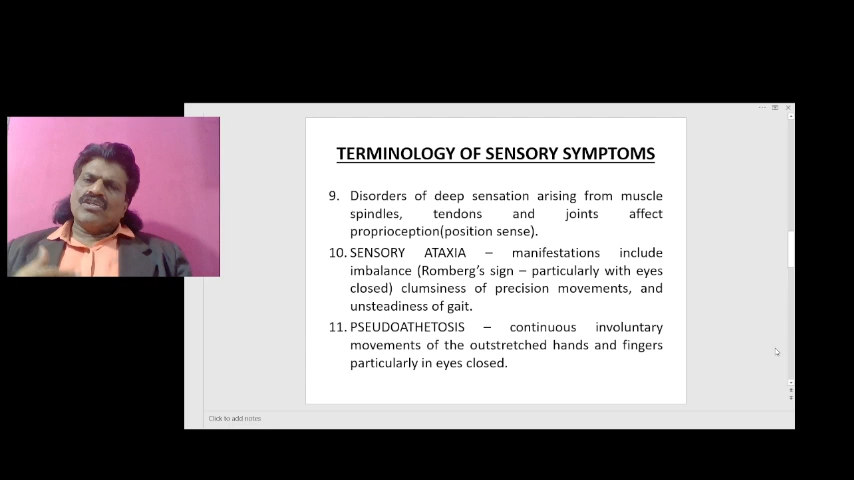 TERMINOLOGY OF SENSORY SYMPTOMS
9. Disorders of deep sensation arising from muscle
spindles, tendons and joints affect
proprioception(position sense).
10. SENSORY ATAXIA – manifestations include
imbalance (Romberg's sign – particularly with eyes
closed) clumsiness of precision movements, and
unsteadiness of gait.
11. PSEUDOATHETOSIS – continuous involuntary
movements of the outstretched hands and fingers
particularly in eyes closed.
Click to add notes